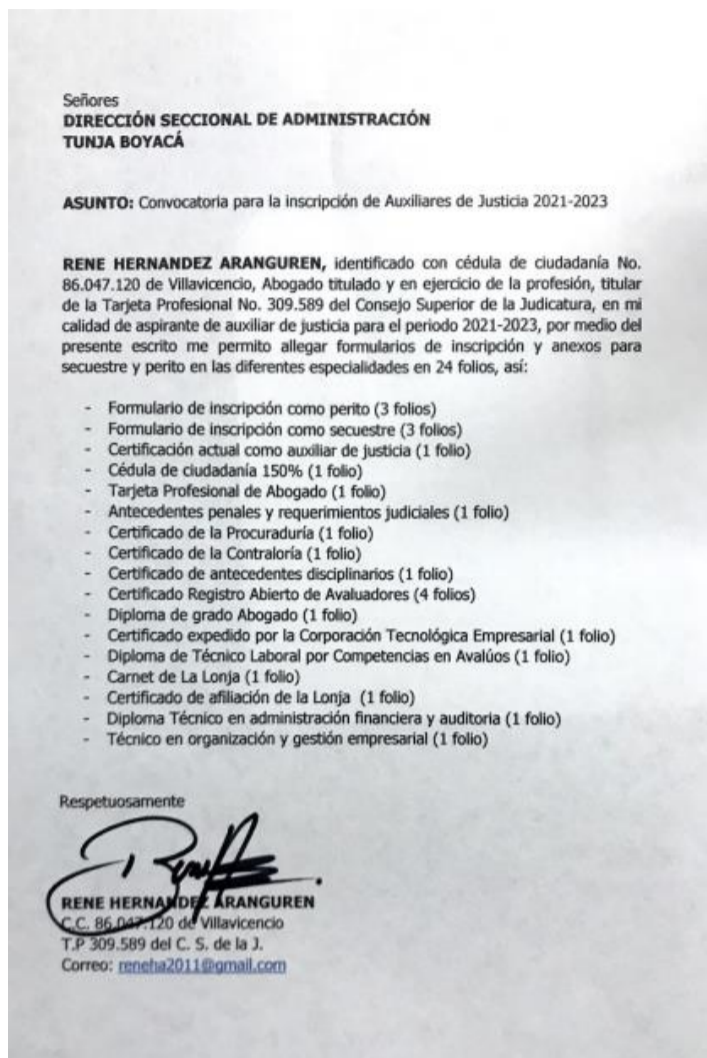 Señores
DIRECCIÓN SECCIONAL DE ADMINISTRACIÓN
TUNJA BOYACÁ
ASUNTO: Convocatoria para la inscripción de Auxiliares de Justicia 2021-2023
RENE HERNANDEZ ARANGUREN, identificado con cédula de ciudadanía No.
86.047.120 de Villavicencio, Abogado titulado y en ejercicio de la profesión, titular
de la Tarjeta Profesional No. 309.589 del Consejo Superior de la Judicatura, en mi
calidad de aspirante de auxiliar de justicia para el periodo 2021-2023, por medio del
presente escrito me permito allegar formularios de inscripción y anexos para
secuestre y perito en las diferentes especialidades en 24 folios, así:
- Formulario de inscripción como perito (3 folios)
- Formulario de inscripción como secuestre (3 folios)
- Certificación actual como auxiliar de justicia (1 folio)
- Cédula de ciudadanía 150% (1 folio)
- Tarjeta Profesional de Abogado (1 folio)
- Antecedentes penales y requerimientos judiciales (1 folio)
- Certificado de la Procuraduría (1 folio)
- Certificado de la Contraloría (1 folio)
- Certificado de antecedentes disciplinarios (1 folio)
- Certificado Registro Abierto de Avaluadores (4 folios)
- Diploma de grado Abogado (1 folio)
- Certificado expedido por la Corporación Tecnológica Empresarial (1 folio)
- Diploma de Técnico Laboral por Competencias en Avalúos (1 folio)
- Carnet de La Lonja (1 folio)
- Certificado de afiliación de la Lonja (1 folio)
- Diploma Técnico en administración financiera y auditoria (1 folio)
- Técnico en organización y gestión empresarial (1 folio)
Respetuosamente
RENE HERNANDEZ ARANGUREN
C.C. 86.047.120 de Villavicencio
T.P 309.589 del C. S. de la J.
Correo: reneha2011@gmail.com